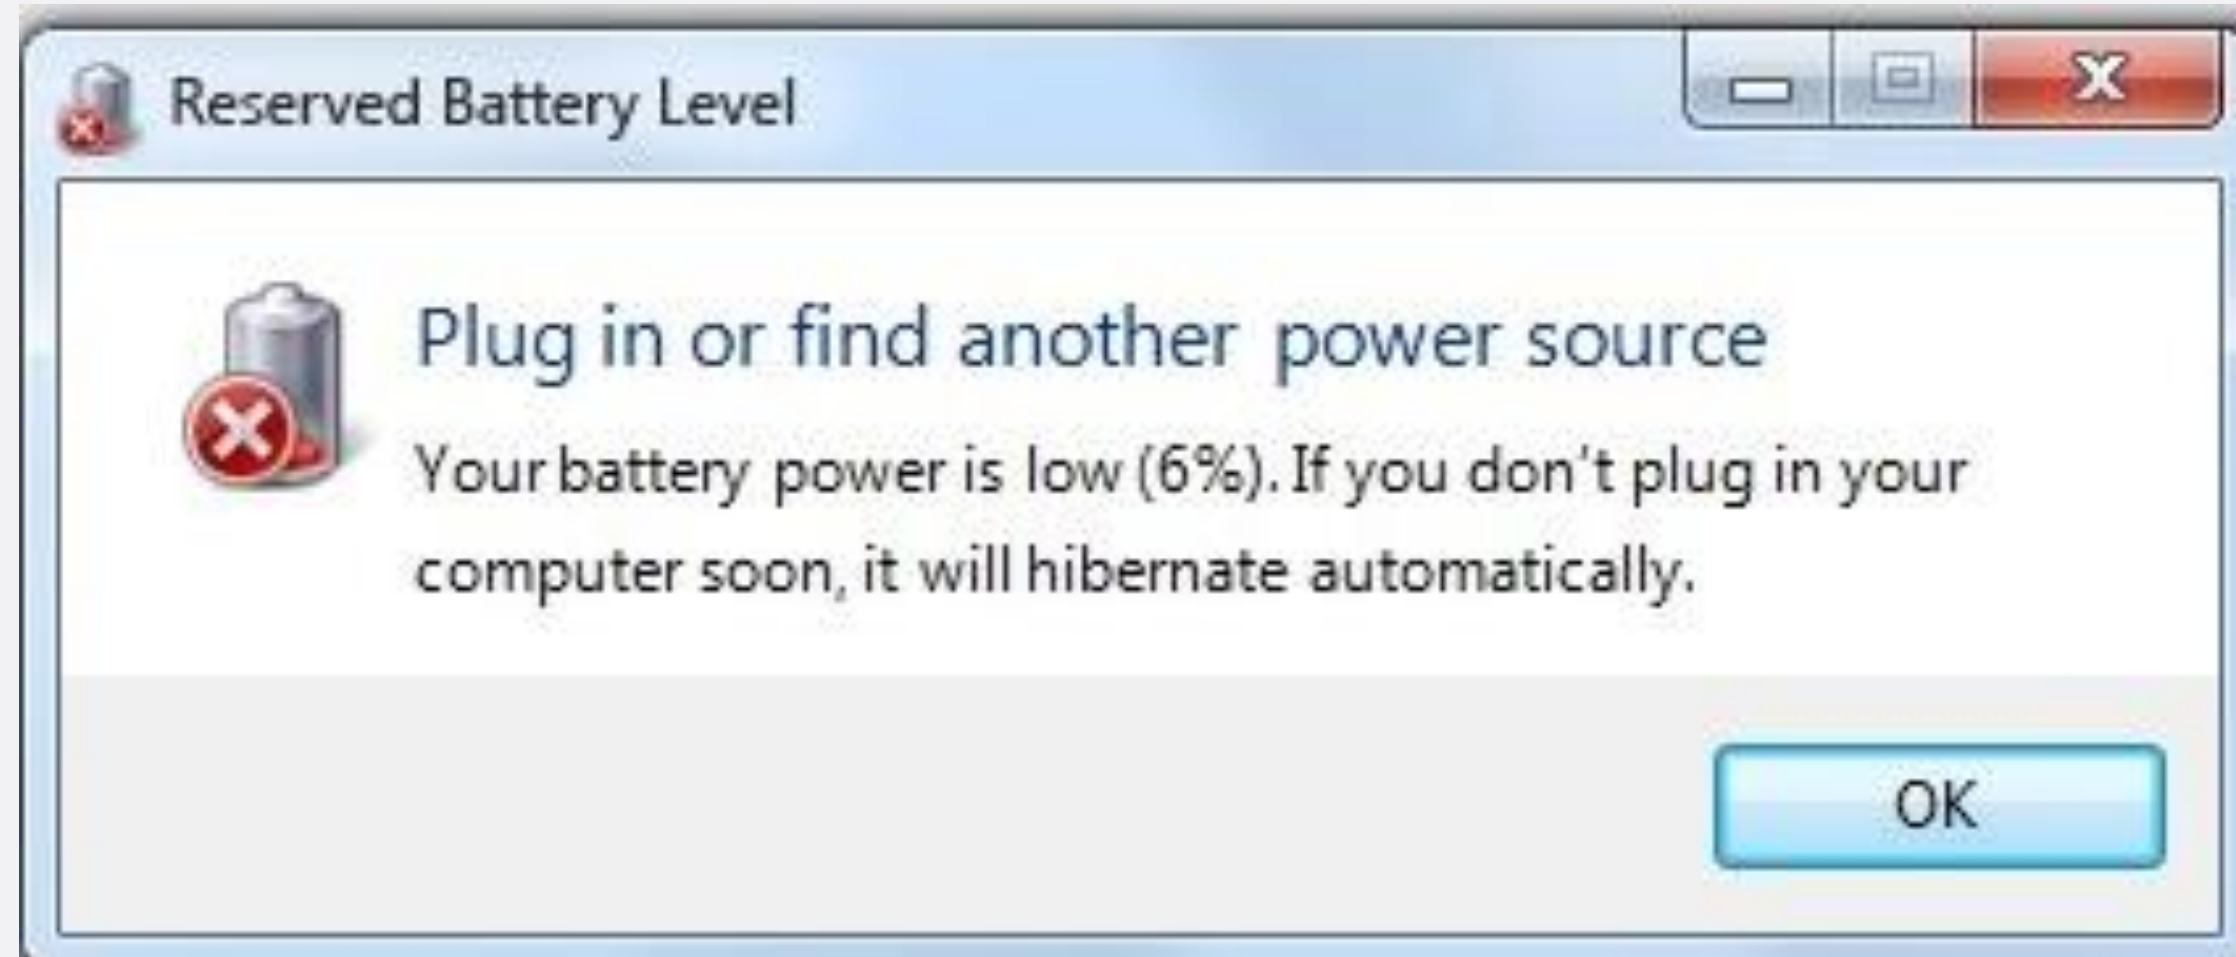 Reserved Battery Level
Plug in or find another power source
Your battery power is low (6%). If you don't plug in your
computer soon, it will hibernate automatically.
OK